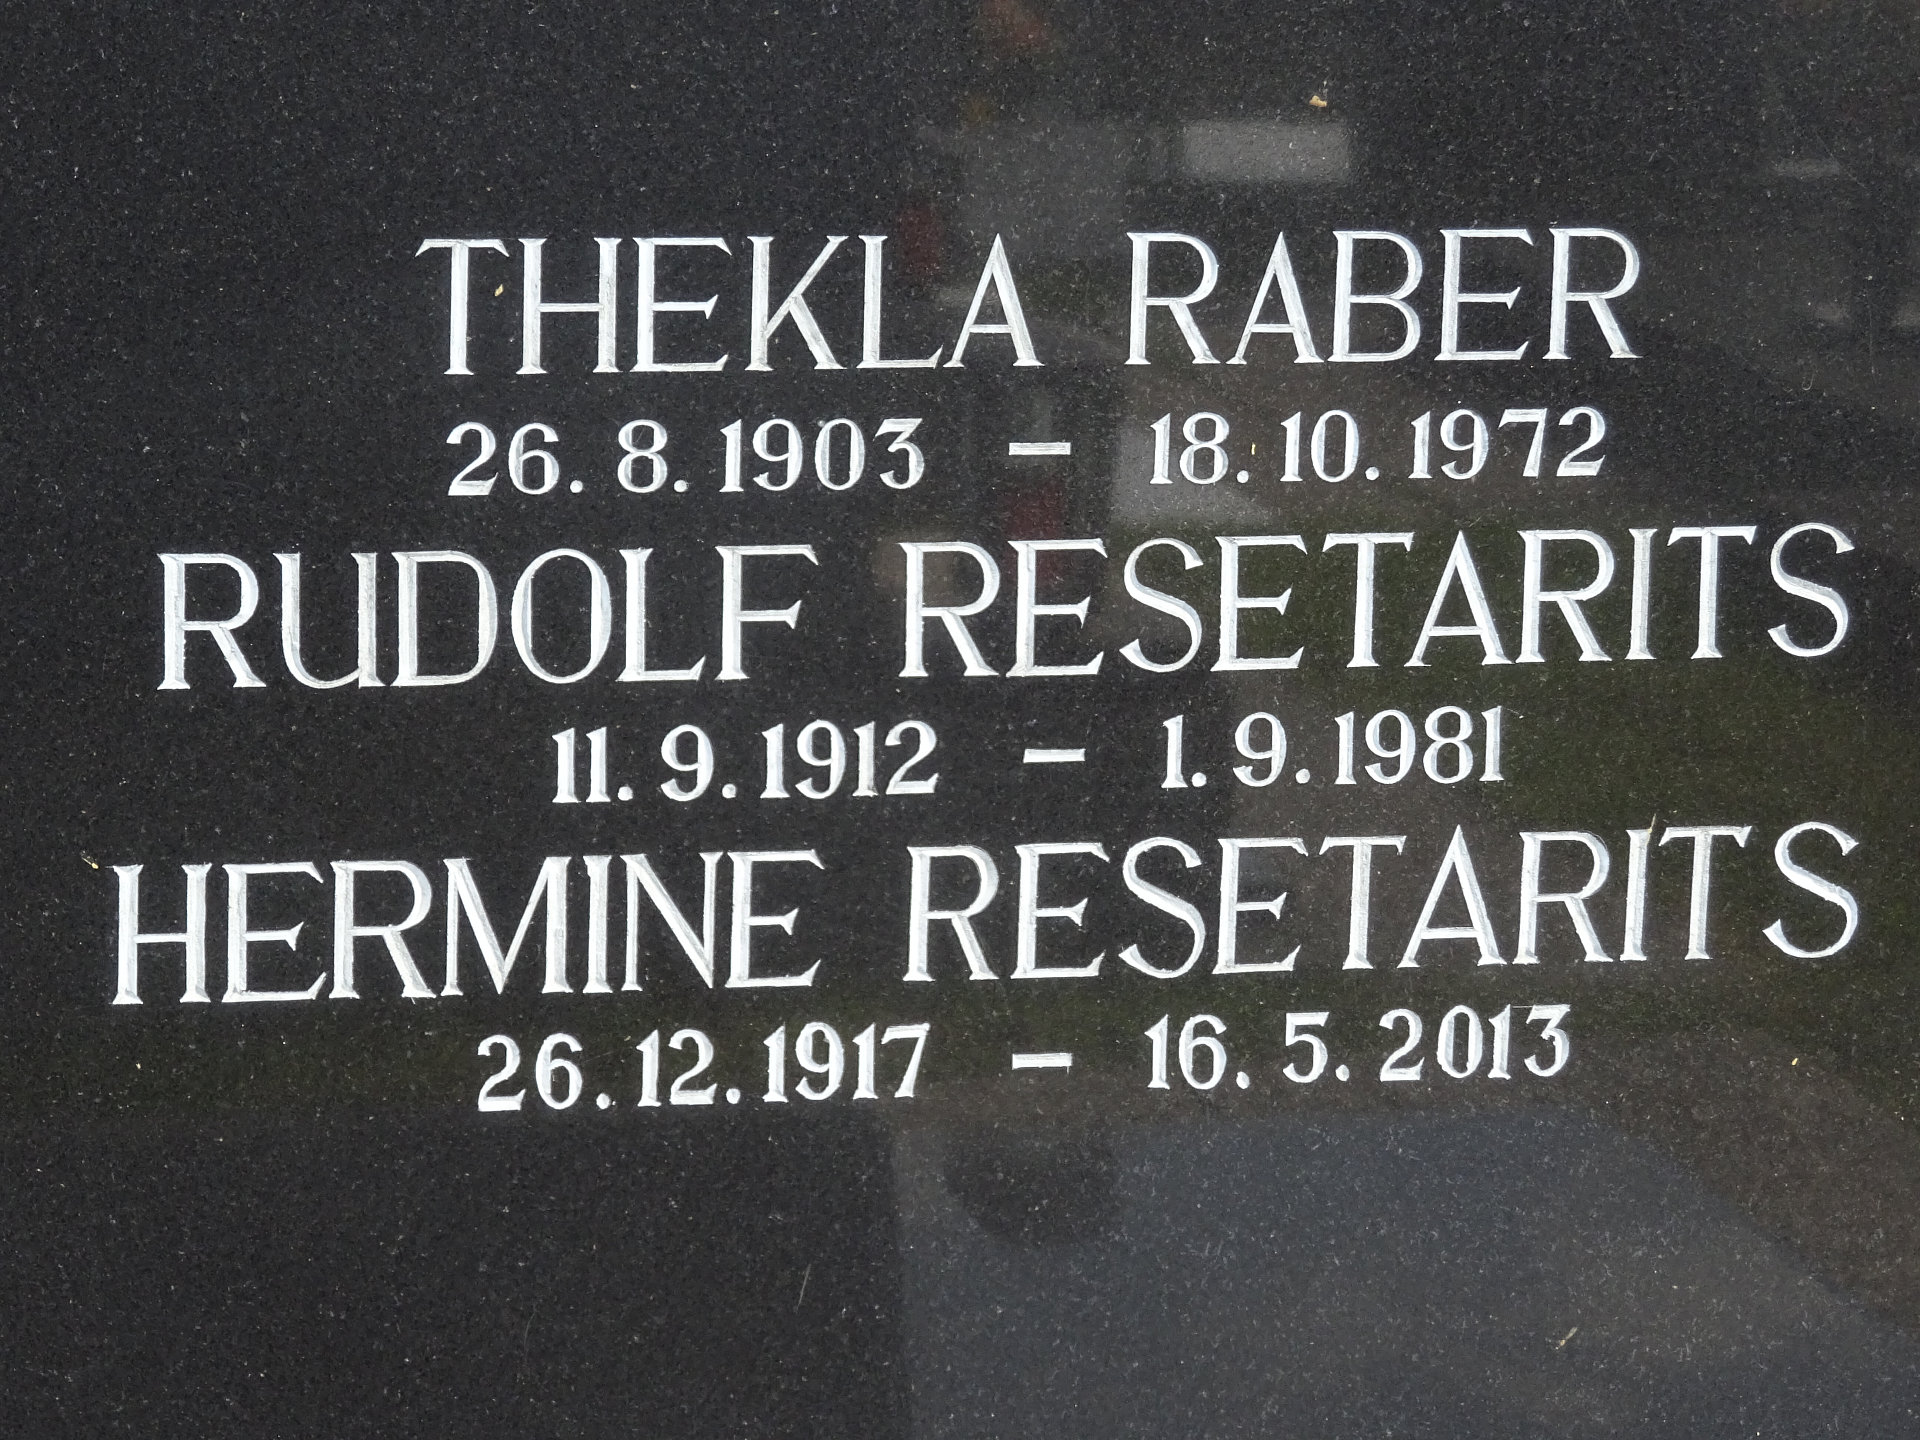 THEKLA RABER
26. 8. 1903 – 18. 10. 1972
RUDOLF RESETARITS
11. 9. 1912 – 1. 9. 1981
HERMINE RESETARITS
26. 12. 1917 – 16. 5. 2013